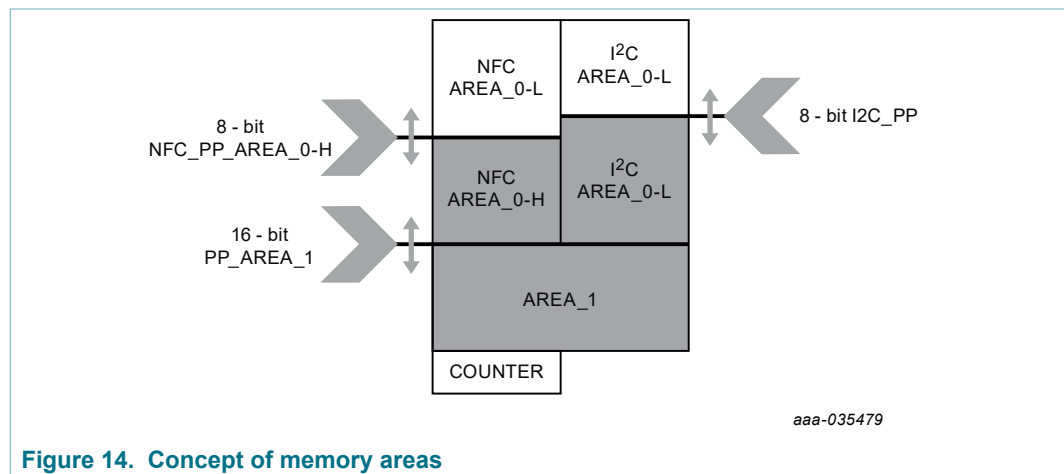 NFC
AREA_0-L
I²C
AREA_0-L
8 - bit
NFC_PP_AREA_0-H
8 - bit I2C_PP
NFC
AREA_0-H
I²C
AREA_0-L
16 - bit
PP_AREA_1
AREA_1
COUNTER
aaa-035479
Figure 14. Concept of memory areas